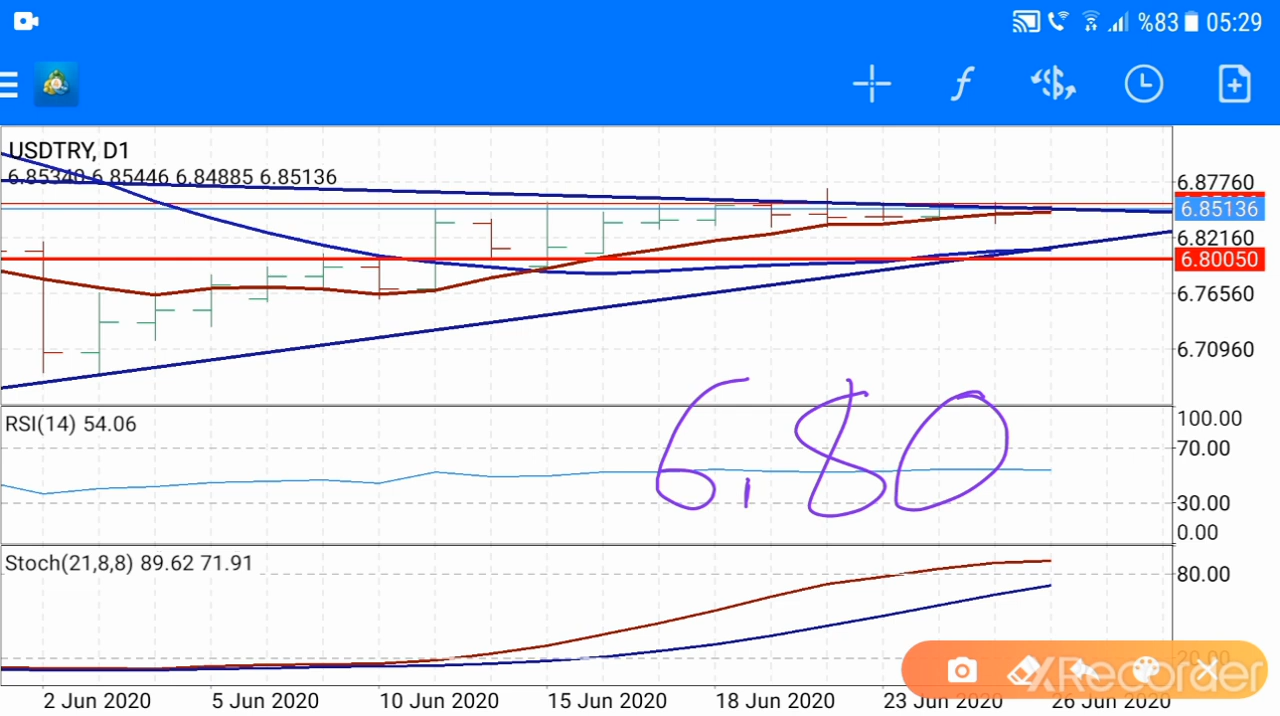 %83 05:29
f $
USDTRY, D1
6.85340 6.85446 6.84885 6.85136
6.87760
6.85136
6.82160
6.80050
6.76560
6.70960
6.80
RSI(14) 54.06
100.00
70.00
30.00
0.00
Stoch(21,8,8) 89.62 71.91
80.00
20.00
XRecorder
2 Jun 2020 5 Jun 2020 10 Jun 2020 15 Jun 2020 18 Jun 2020 23 Jun 2020 26 Jun 2020